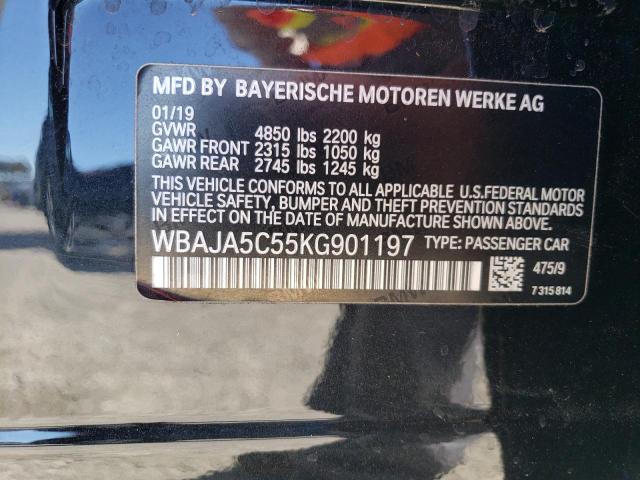 MFD BY BAYERISCHE MOTOREN WERKE AG
01/19
GVWR 4850 lbs 2200 kg
GAWR FRONT 2315 lbs 1050 kg
GAWR REAR 2745 lbs 1245 kg
THIS VEHICLE CONFORMS TO ALL APPLICABLE U.S.FEDERAL MOTOR
VEHICLE SAFETY, BUMPER AND THEFT PREVENTION STANDARDS
IN EFFECT ON THE DATE OF MANUFACTURE SHOWN ABOVE.
WBAJA5C55KG901197 TYPE: PASSENGER CAR
475/9
7315814